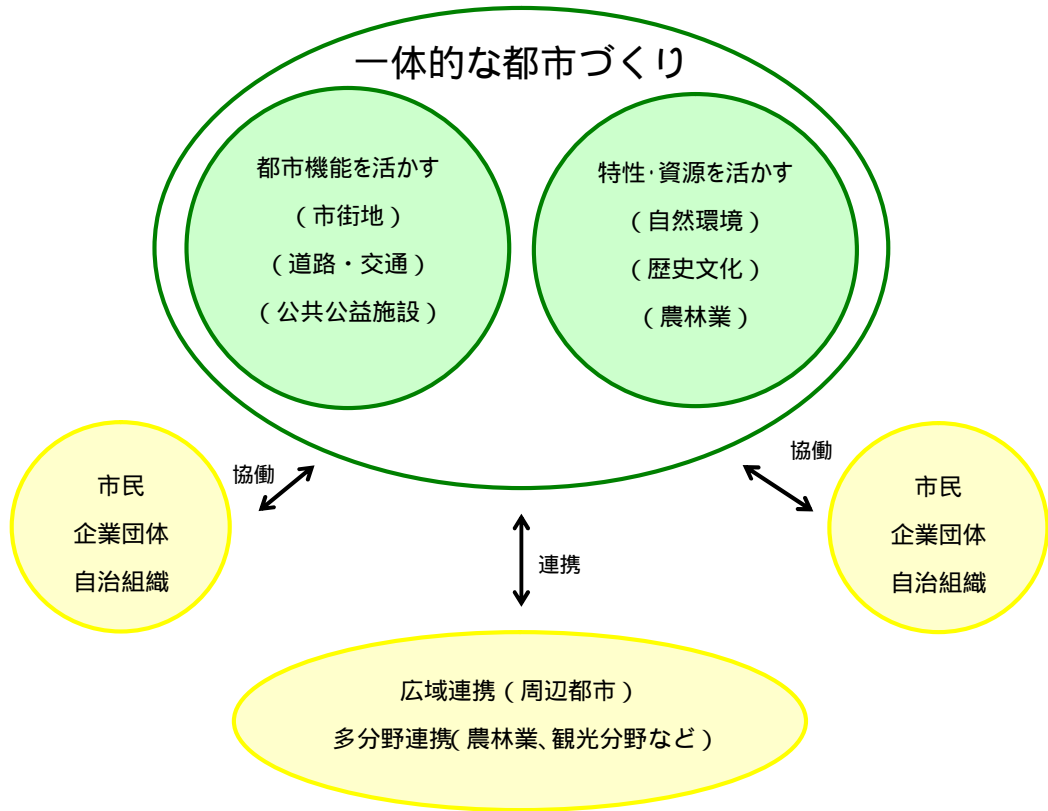 一体的な都市づくり
都市機能を活かす
（市街地）
（道路・交通）
（公共公益施設）
特性・資源を活かす
（自然環境）
（歴史文化）
（農林業）
協働
市民
企業団体
自治組織
協働
市民
企業団体
自治組織
連携
広域連携（周辺都市）
多分野連携（農林業、観光分野など）